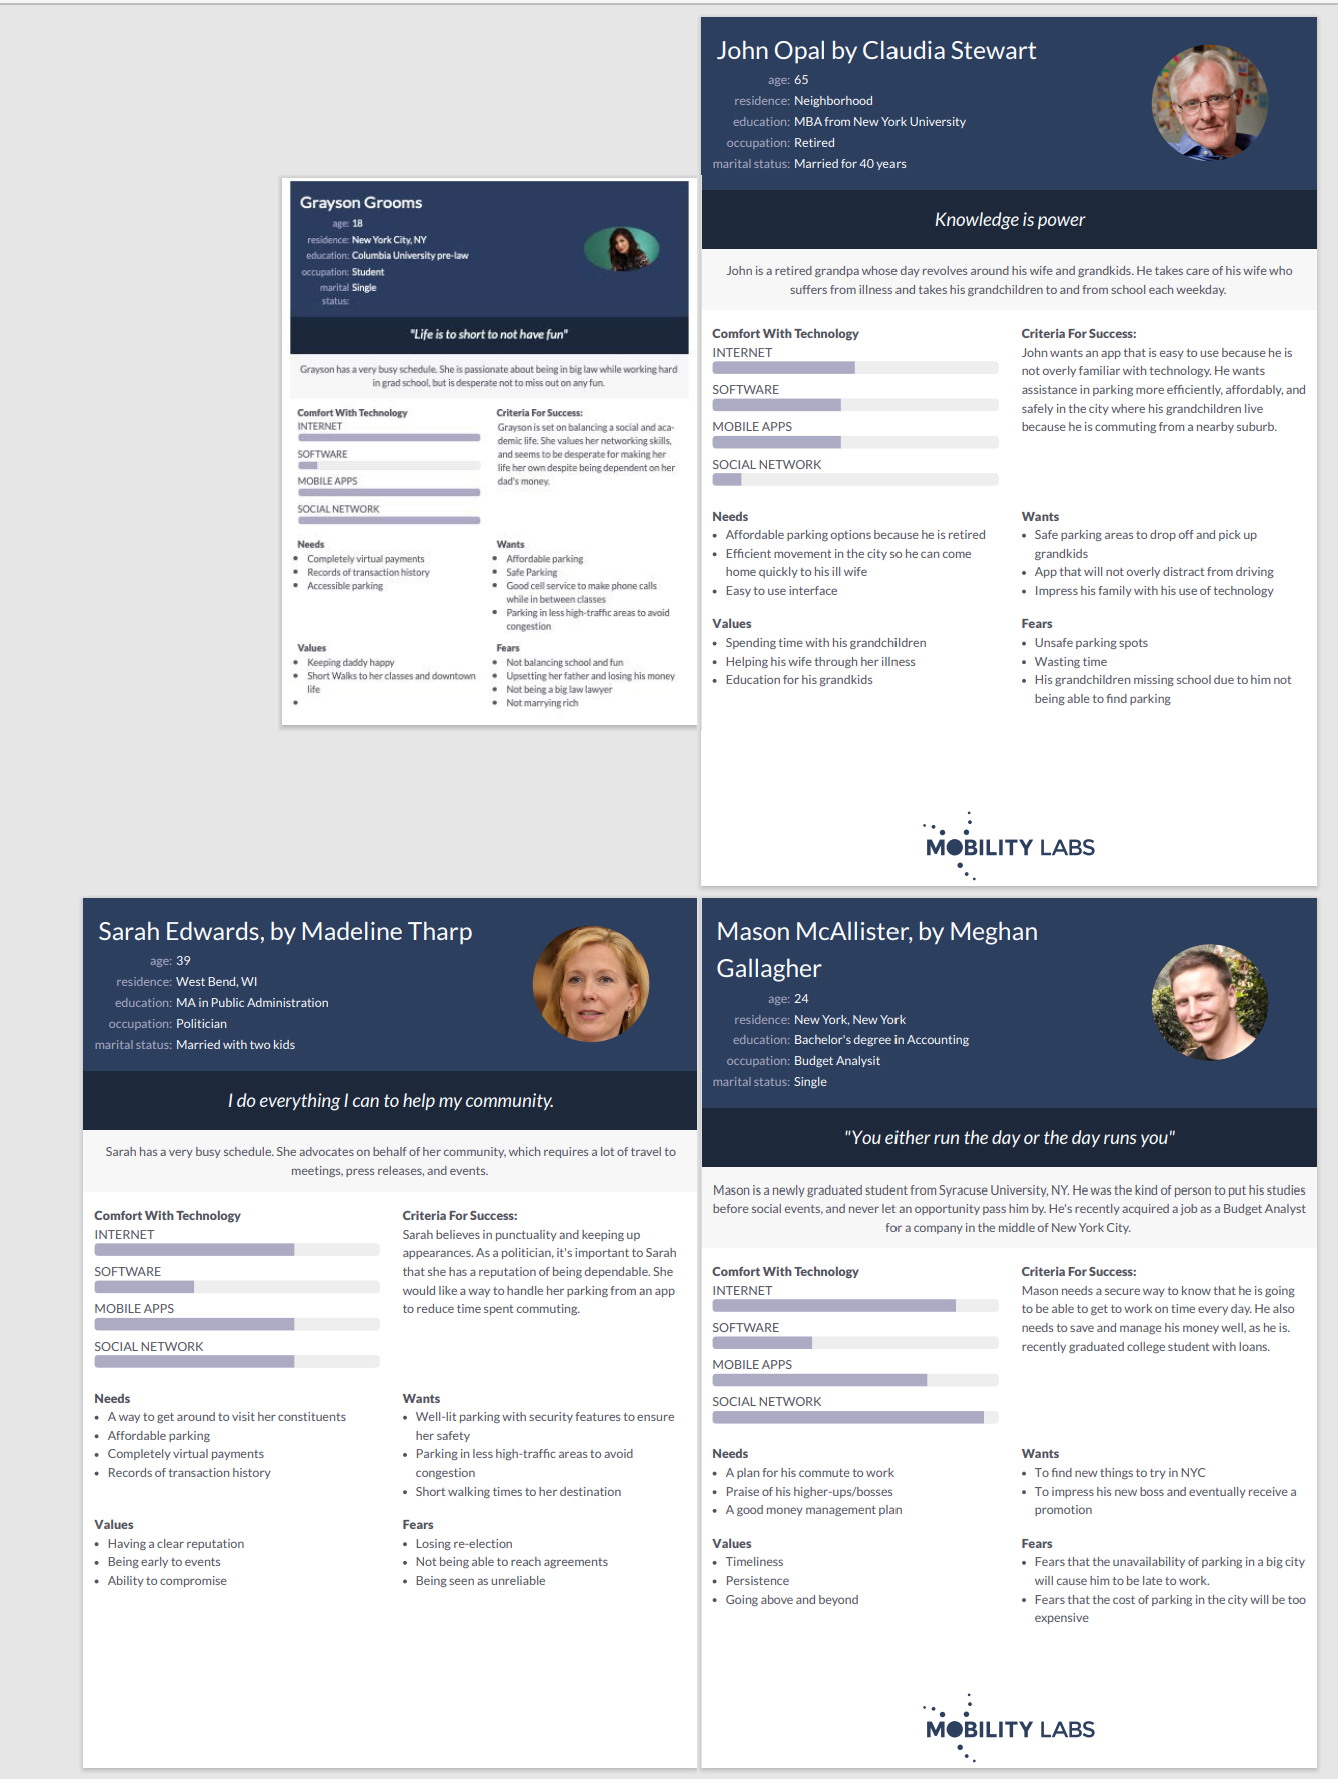 Grayson Grooms
age: 18
residence: New York City, NY
education: Columbia University pre-law
occupation: Student
marital Single
status:
"Life is to short to not have fun"
Grayson has a very busy schedule. She is passionate about being in big law while working hard
in grad school, but is desperate not to miss out on any fun.
Comfort With Technology
INTERNET
SOFTWARE
MOBILE APPS
SOCIAL NETWORK
Criteria For Success:
Grayson is set on balancing a social and aca-
demic life. She values her networking skills,
and seems to be desperate for making her
life her own despite being dependent on her
dad's money.
Needs
• Completely virtual payments
• Records of transaction history
• Accessible parking
Wants
• Affordable parking
• Safe Parking
• Good cell service to make phone calls
while in between classes
• Parking in less high-traffic areas to avoid
congestion
Values
• Keeping daddy happy
• Short Walks to her classes and downtown
life
•
Fears
• Not balancing school and fun
• Upsetting her father and losing his money
• Not being a big law lawyer
• Not marrying rich
John Opal by Claudia Stewart
age: 65
residence: Neighborhood
education: MBA from New York University
occupation: Retired
marital status: Married for 40 years
Knowledge is power
John is a retired grandpa whose day revolves around his wife and grandkids. He takes care of his wife who
suffers from illness and takes his grandchildren to and from school each weekday.
Comfort With Technology
INTERNET
SOFTWARE
MOBILE APPS
SOCIAL NETWORK
Criteria For Success:
John wants an app that is easy to use because he is
not overly familiar with technology. He wants
assistance in parking more efficiently, affordably, and
safely in the city where his grandchildren live
because he is commuting from a nearby suburb.
Needs
• Affordable parking options because he is retired
• Efficient movement in the city so he can come
home quickly to his ill wife
• Easy to use interface
Wants
• Safe parking areas to drop off and pick up
grandkids
• App that will not overly distract from driving
• Impress his family with his use of technology
Values
• Spending time with his grandchildren
• Helping his wife through her illness
• Education for his grandkids
Fears
• Unsafe parking spots
• Wasting time
• His grandchildren missing school due to him not
being able to find parking
MOBILITY LABS
Sarah Edwards, by Madeline Tharp
age: 39
residence: West Bend, WI
education: MA in Public Administration
occupation: Politician
marital status: Married with two kids
I do everything I can to help my community.
Sarah has a very busy schedule. She advocates on behalf of her community, which requires a lot of travel to
meetings, press releases, and events.
Comfort With Technology
INTERNET
SOFTWARE
MOBILE APPS
SOCIAL NETWORK
Criteria For Success:
Sarah believes in punctuality and keeping up
appearances. As a politician, it's important to Sarah
that she has a reputation of being dependable. She
would like a way to handle her parking from an app
to reduce time spent commuting.
Needs
• A way to get around to visit her constituents
• Affordable parking
• Completely virtual payments
• Records of transaction history
Wants
• Well-lit parking with security features to ensure
her safety
• Parking in less high-traffic areas to avoid
congestion
• Short walking times to her destination
Values
• Having a clear reputation
• Being early to events
• Ability to compromise
Fears
• Losing re-election
• Not being able to reach agreements
• Being seen as unreliable
Mason McAllister, by Meghan
Gallagher
age: 24
residence: New York, New York
education: Bachelor's degree in Accounting
occupation: Budget Analysit
marital status: Single
"You either run the day or the day runs you"
Mason is a newly graduated student from Syracuse University, NY. He was the kind of person to put his studies
before social events, and never let an opportunity pass him by. He's recently acquired a job as a Budget Analyst
for a company in the middle of New York City.
Comfort With Technology
INTERNET
SOFTWARE
MOBILE APPS
SOCIAL NETWORK
Criteria For Success:
Mason needs a secure way to know that he is going
to be able to get to work on time every day. He also
needs to save and manage his money well, as he is.
recently graduated college student with loans.
Needs
• A plan for his commute to work
• Praise of his higher-ups/bosses
• A good money management plan
Wants
• To find new things to try in NYC
• To impress his new boss and eventually receive a
promotion
Values
• Timeliness
• Persistence
• Going above and beyond
Fears
• Fears that the unavailability of parking in a big city
will cause him to be late to work.
• Fears that the cost of parking in the city will be too
expensive
MOBILITY LABS